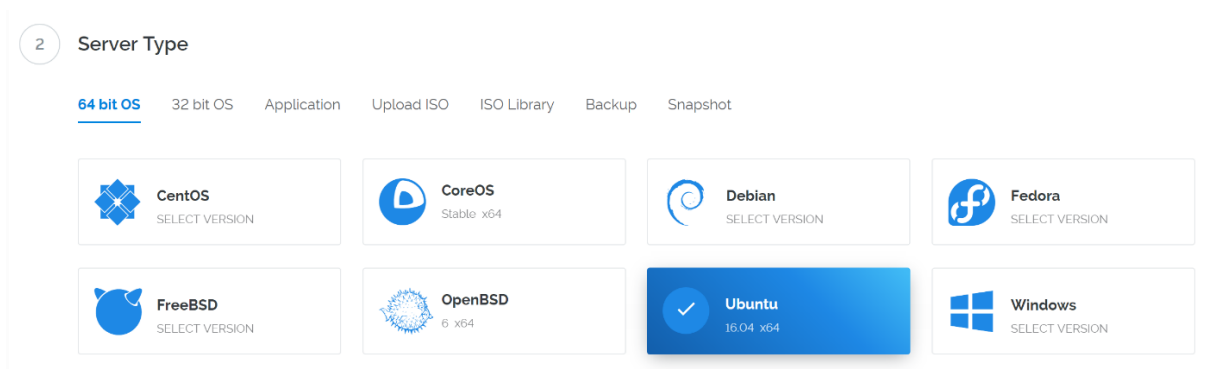 2
Server Type
64 bit OS 32 bit OS Application Upload ISO ISO Library Backup Snapshot
CentOS
SELECT VERSION
CoreOS
Stable x64
Debian
SELECT VERSION
Fedora
SELECT VERSION
FreeBSD
SELECT VERSION
OpenBSD
6 x64
Ubuntu
16.04 x64
Windows
SELECT VERSION